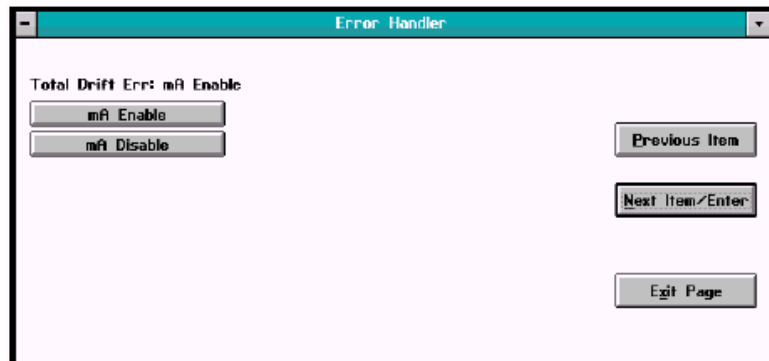 Error Handler
Total Drift Err: mA Enable
mA Enable
mA Disable
Previous Item
Next Item/Enter
Exit Page